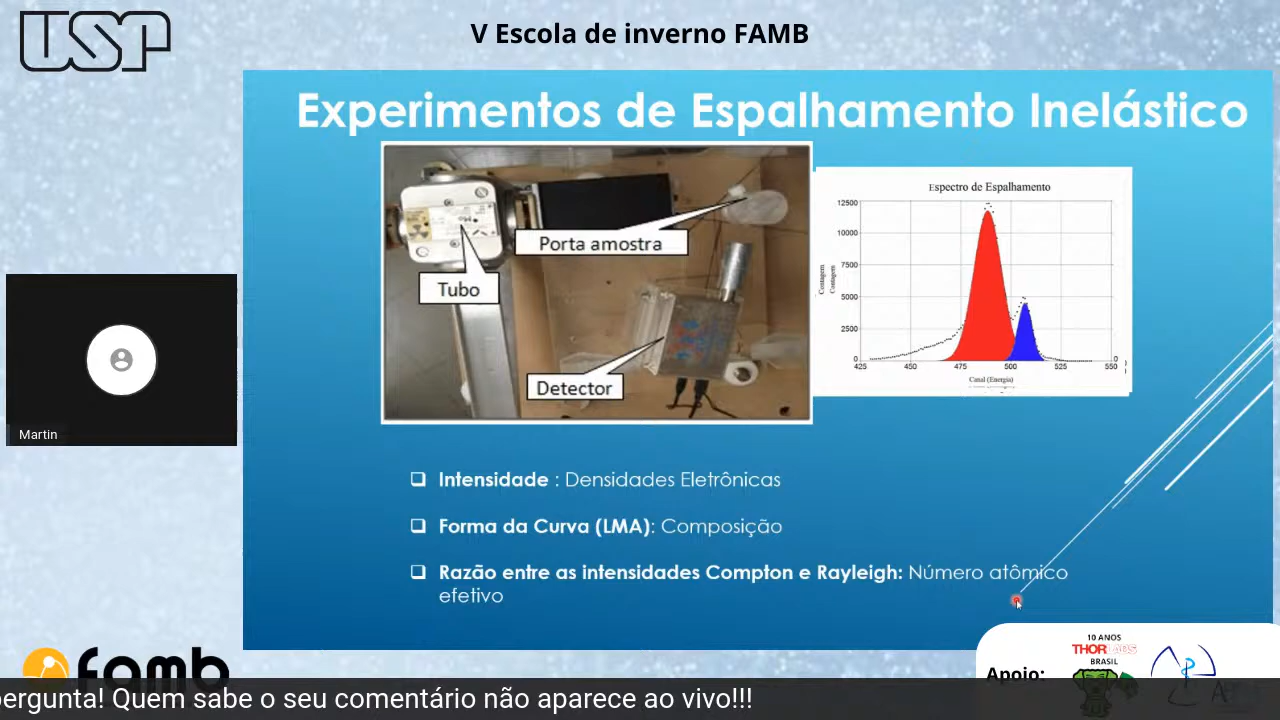 USP
V Escola de inverno FAMB
Experimentos de Espalhamento Inelástico
Porta amostra
Tubo
Detector
Espectro de Espalhamento
12500
10000
7500
5000
2500
0
0
425
450
475
500
525
550
Contagem
Contagem
Canal (Energia)
Martin
❑ Intensidade : Densidades Eletrônicas
❑ Forma da Curva (LMA): Composição
❑ Razão entre as intensidades Compton e Rayleigh: Número atômico
efetivo
famb
Apoio:
10 ANOS
THORLABS
BRASIL
pergunta! Quem sabe o seu comentário não aparece ao vivo!!!